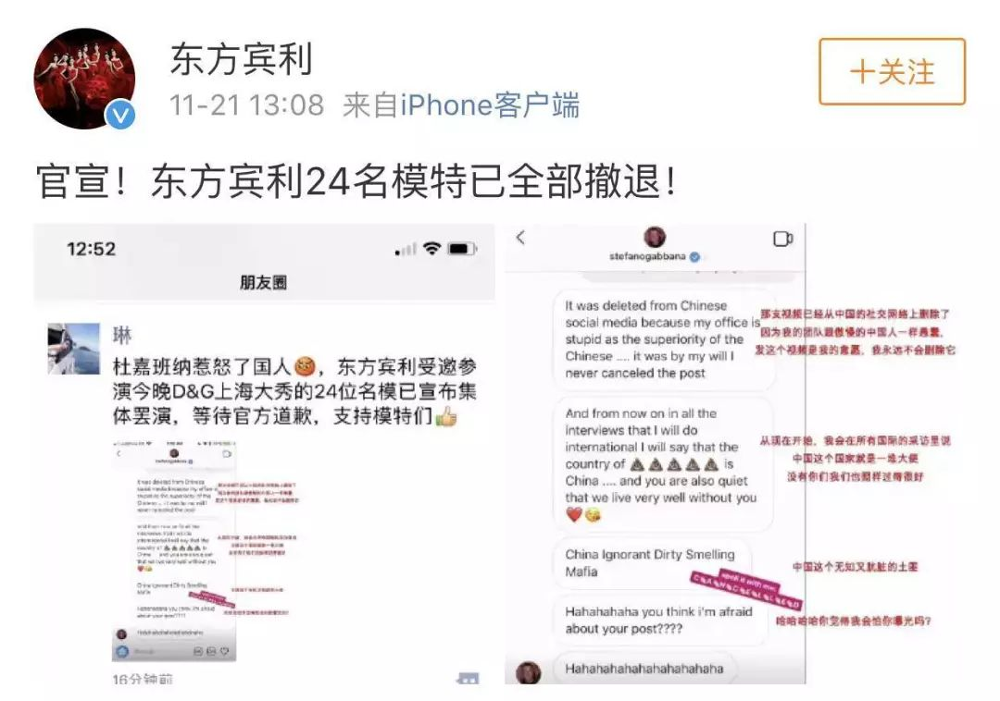 东方宾利
11-21 13:08 来自iPhone客户端
十关注
官宣！东方宾利24名模特已全部撤退！
12:52
朋友圈
琳
杜嘉班纳惹怒了国人😡，东方宾利受邀参
演今晚D&G上海大秀的24位名模已宣布集
体罢演，等待官方道歉，支持模特们👍
16分钟前
stefanogabbana
It was deleted from Chinese
social media because my office is
stupid as the superiority of the
Chinese .... it was by my will I
never canceled the post
那支视频已经从中国的社交网络上删除了
因为我的团队跟傲慢的中国人一样愚蠢，
发这个视频是我的意愿，我永远不会删除它
And from now on in all the
interviews that I will do
international I will say that the
country of 💩💩💩💩💩 is
China .... and you are also quiet
that we live very well without you
❤️😘
从现在开始，我会在所有国际的采访里说
中国这个国家就是一堆大便
没有你们我们也照样过得很好
China Ignorant Dirty Smelling
Mafia
中国这个无知又肮脏的土匪
Hahahahaha you think i'm afraid
about your post????
哈哈哈哈你觉得我会怕你曝光吗？
Hahahahahahahahahahaha